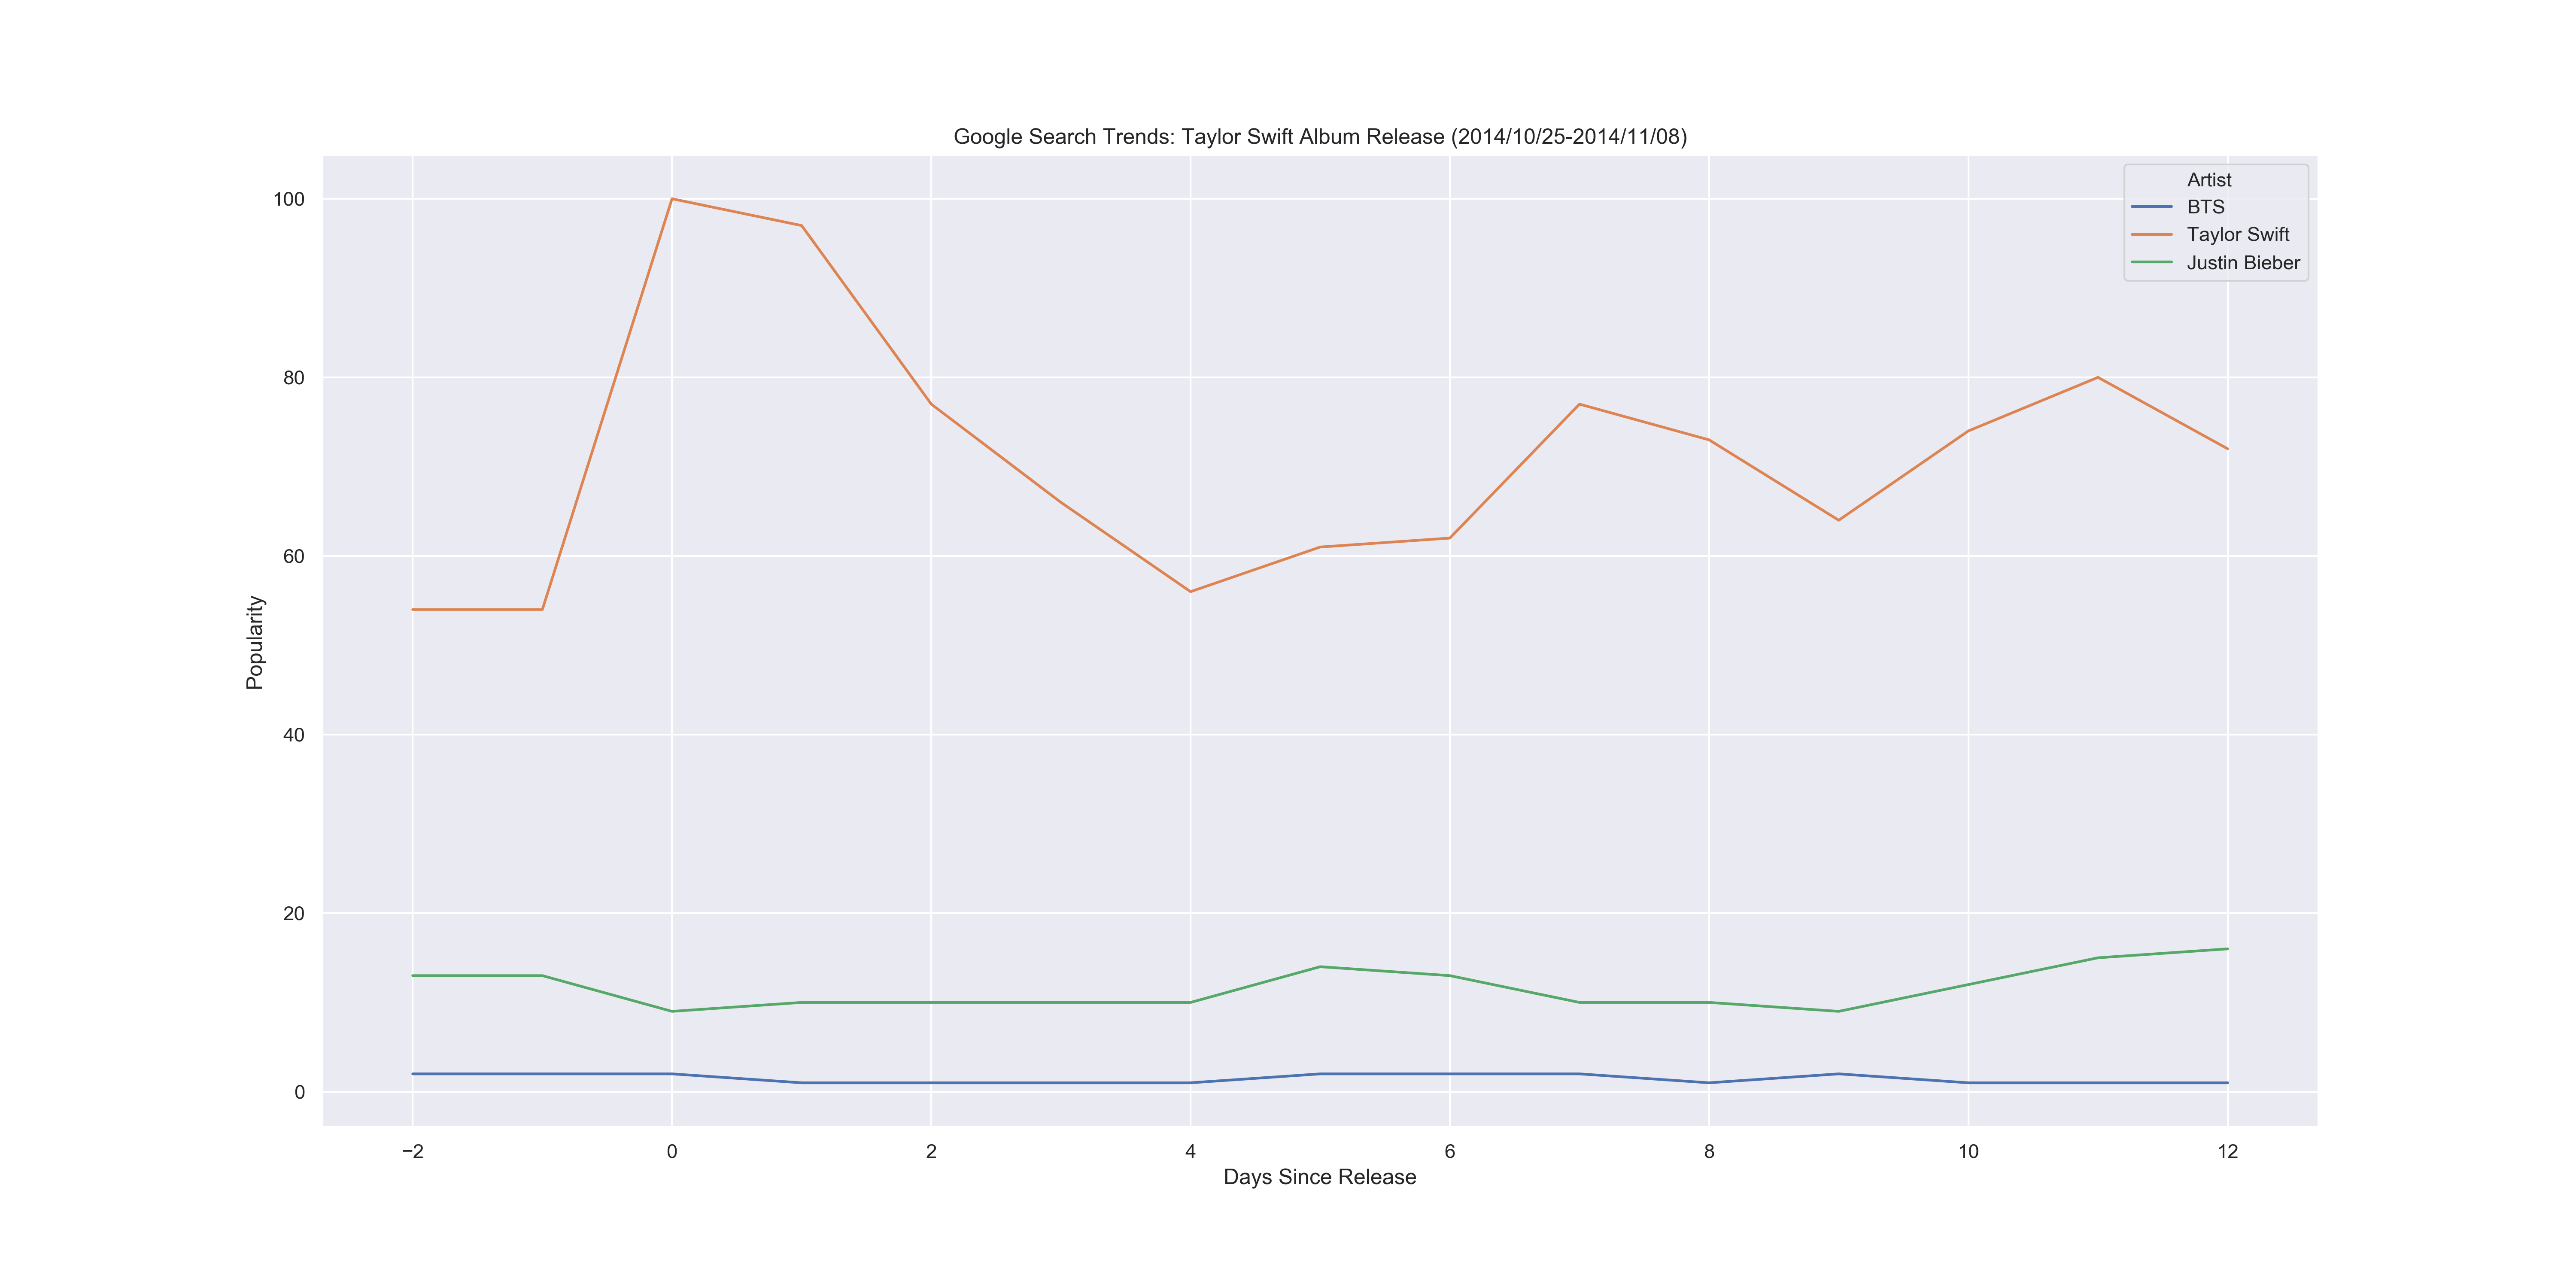 Google Search Trends: Taylor Swift Album Release (2014/10/25-2014/11/08)
Artist
BTS
Taylor Swift
Justin Bieber
100
80
60
40
20
0
Popularity
−2 0 2 4 6 8 10 12
Days Since Release